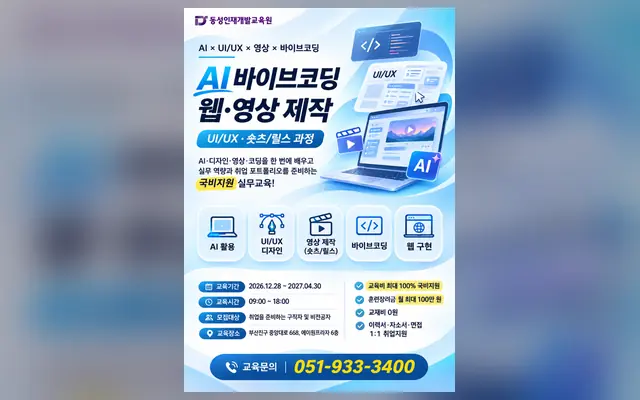 동성인재개발교육원
AI × UI/UX × 영상 × 바이브코딩
AI 바이브코딩
웹·영상 제작
UI/UX · 숏츠/릴스 과정
AI·디자인·영상·코딩을 한 번에 배우고
실무 역량과 취업 포트폴리오를 준비하는
국비지원 실무교육!
</>
UI/UX
AI
AI 활용
UI/UX
디자인
영상 제작
(숏츠/릴스)
바이브코딩
웹 구현
교육기간 2026.12.28 ~ 2027.04.30
교육시간 09:00 ~ 18:00
모집대상 취업을 준비하는 구직자 및 비전공자
교육장소 부산진구 중앙대로 668, 에이원프라자 6층
교육비 최대 100% 국비지원
훈련장려금 월 최대 100만 원
교재비 0원
이력서·자소서·면접
1:1 취업지원
교육문의 051-933-3400